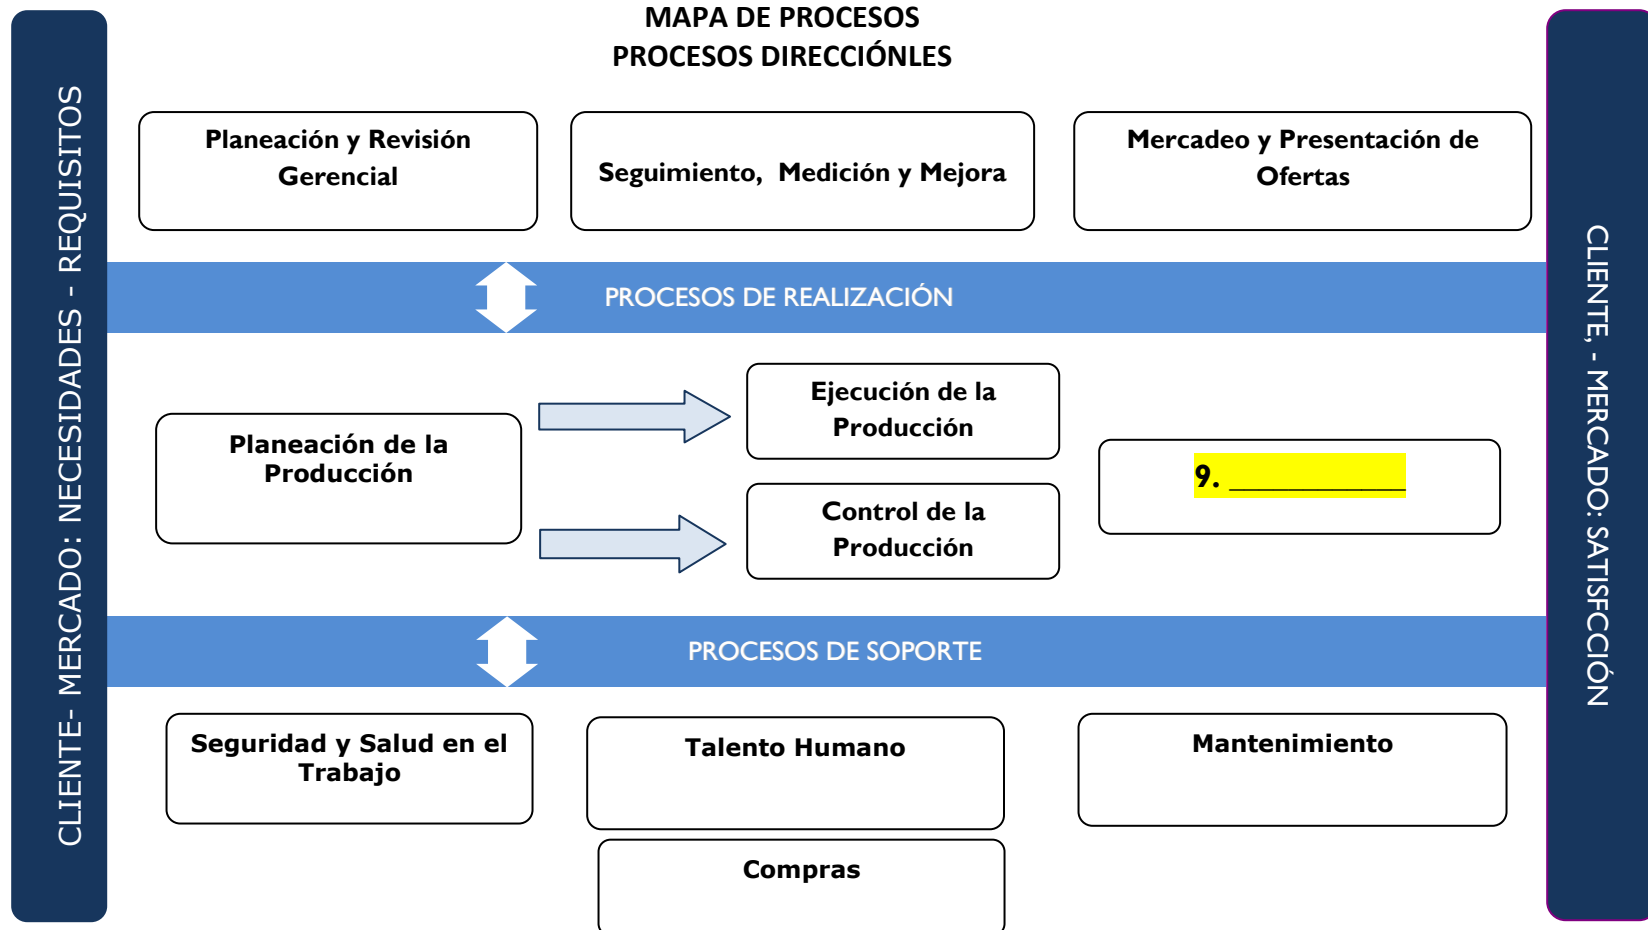 MAPA DE PROCESOS
PROCESOS DIRECCIÓNLES
CLIENTE- MERCADO: NECESIDADES - REQUISITOS
Planeación y Revisión
Gerencial
Seguimiento, Medición y Mejora
Mercadeo y Presentación de
Ofertas
PROCESOS DE REALIZACIÓN
Planeación de la
Producción
Ejecución de la
Producción
Control de la
Producción
9. ____________
PROCESOS DE SOPORTE
Seguridad y Salud en el
Trabajo
Talento Humano
Mantenimiento
Compras
CLIENTE, - MERCADO: SATISFCCIÓN